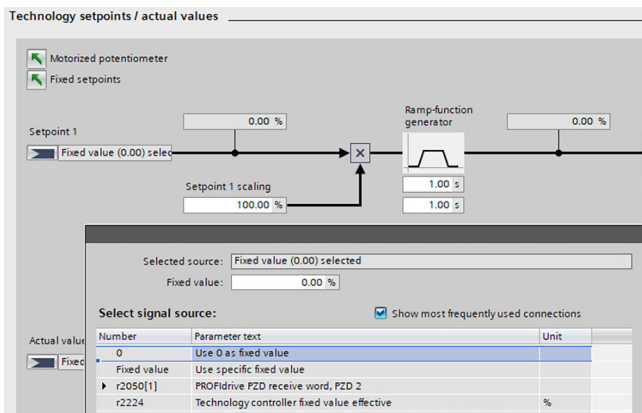 Technology setpoints / actual values
Motorized potentiometer
Fixed setpoints
Ramp-function
generator
0.00 %
0.00 %
Setpoint 1
Fixed value (0.00) selec
X
Setpoint 1 scaling
1.00 s
100.00 %
1.00 s
Selected source: Fixed value (0.00) selected
Fixed value: 0.00 %
Select signal source: Show most frequently used connections
Actual value
Number Parameter text Unit
0 Use 0 as fixed value
Fixed
Fixed value Use specific fixed value
r2050[1] PROFIdrive PZD receive word, PZD 2
r2224 Technology controller fixed value effective %